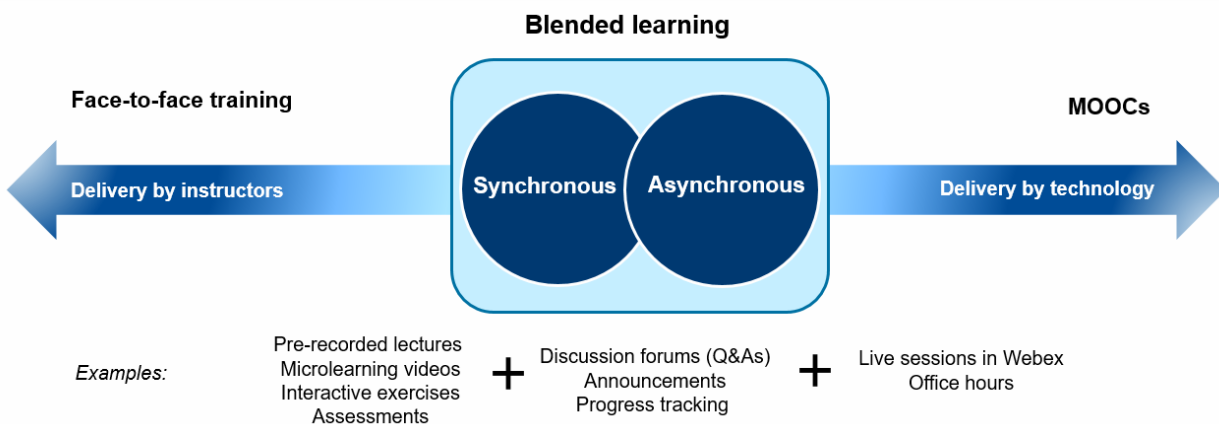 Blended learning
Face-to-face training
MOOCs
Delivery by instructors
Synchronous
Asynchronous
Delivery by technology
Examples:
Pre-recorded lectures
Microlearning videos
Interactive exercises
Assessments
+
Discussion forums (Q&As)
Announcements
Progress tracking
+
Live sessions in Webex
Office hours